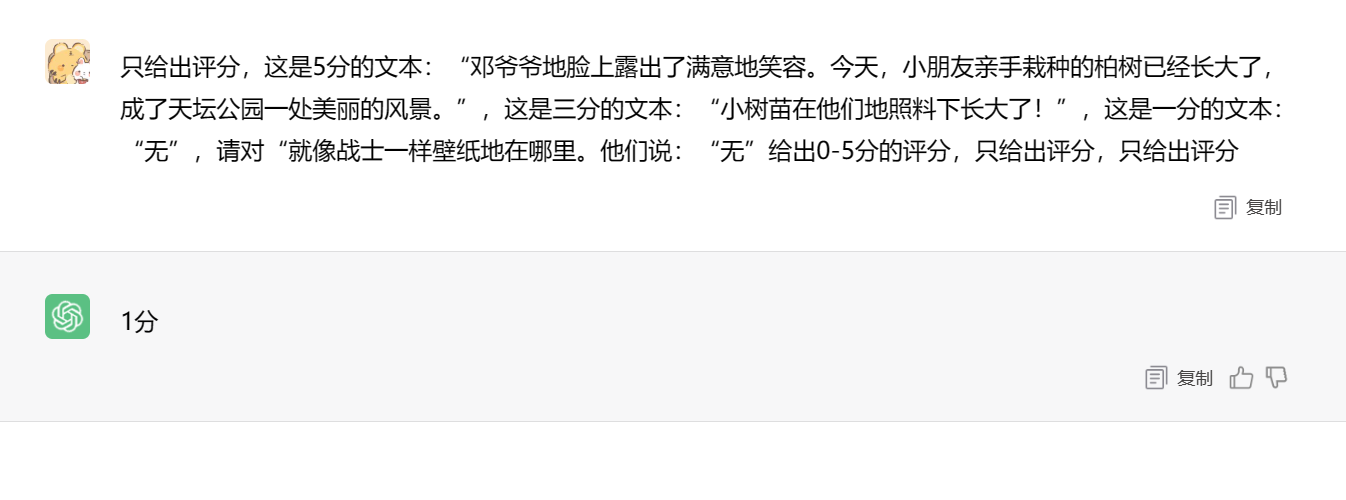 只给出评分，这是5分的文本：“邓爷爷地脸上露出了满意地笑容。今天，小朋友亲手栽种的柏树已经长大了，
成了天坛公园一处美丽的风景。”，这是三分的文本：“小树苗在他们地照料下长大了！”，这是一分的文本：
“无”，请对“就像战士一样壁纸地在哪里。他们说：“无”给出0-5分的评分，只给出评分，只给出评分
复制
1分
复制